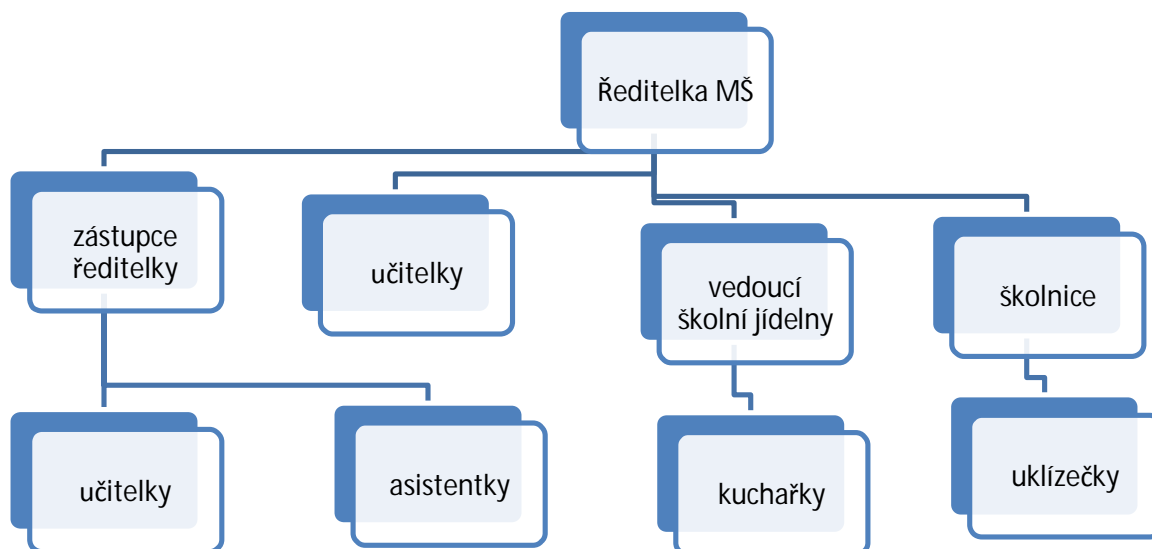 Ředitelka MŠ
zástupce
ředitelky
učitelky
vedoucí
školní jídelny
školnice
učitelky
asistentky
kuchařky
uklízečky